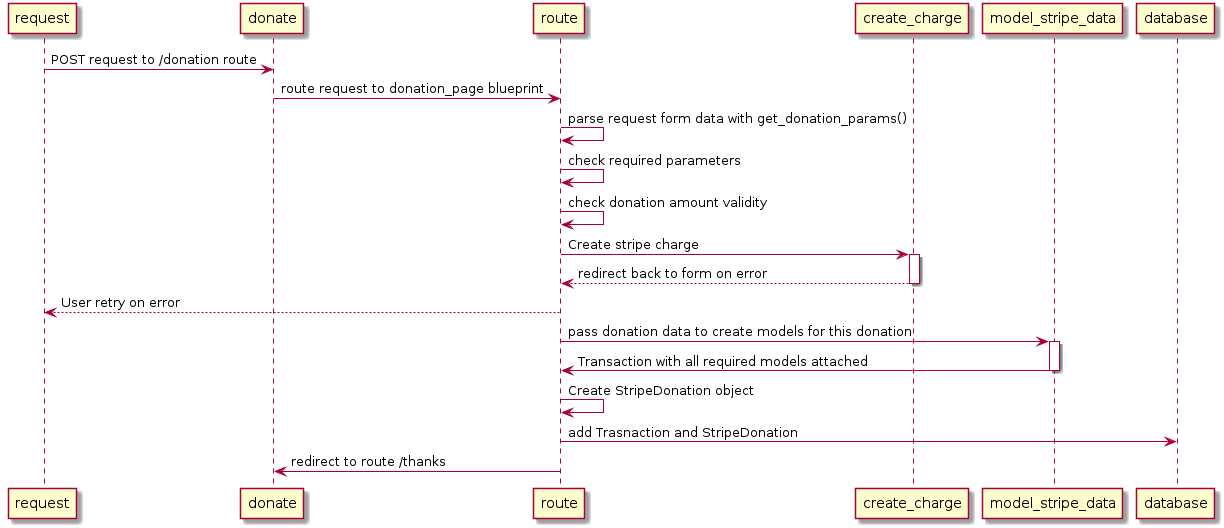 request donate route create_charge model_stripe_data database
POST request to /donation route
route request to donation_page blueprint
parse request form data with get_donation_params()
check required parameters
check donation amount validity
Create stripe charge
redirect back to form on error
User retry on error
pass donation data to create models for this donation
Transaction with all required models attached
Create StripeDonation object
add Trasnaction and StripeDonation
redirect to route /thanks
request donate route create_charge model_stripe_data database